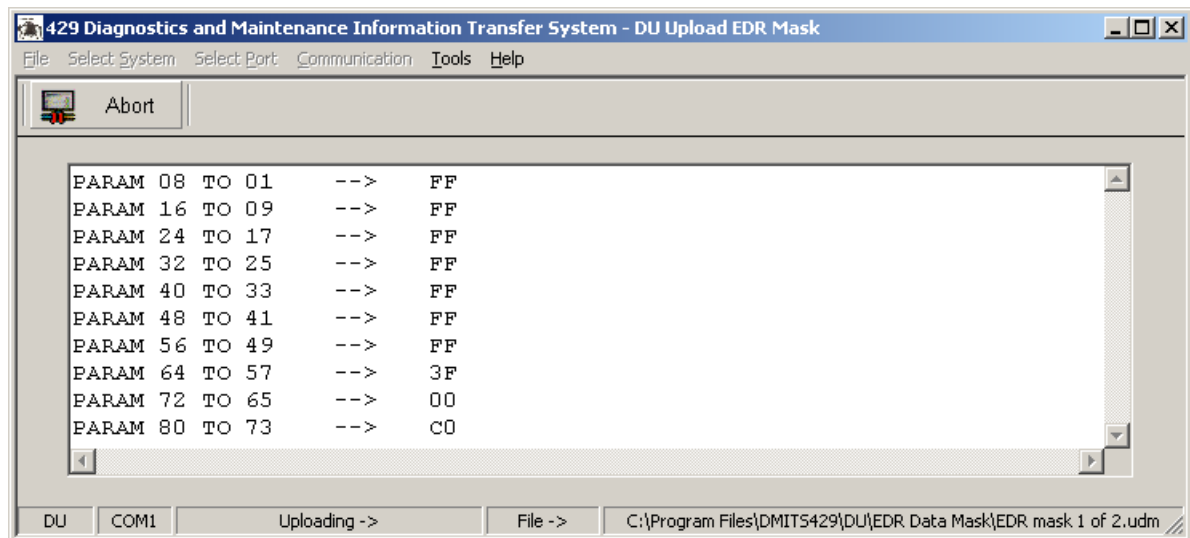 429 Diagnostics and Maintenance Information Transfer System - DU Upload EDR Mask
File Select System Select Port Communication Tools Help
Abort
PARAM 08 TO 01 --> FF
PARAM 16 TO 09 --> FF
PARAM 24 TO 17 --> FF
PARAM 32 TO 25 --> FF
PARAM 40 TO 33 --> FF
PARAM 48 TO 41 --> FF
PARAM 56 TO 49 --> FF
PARAM 64 TO 57 --> 3F
PARAM 72 TO 65 --> 00
PARAM 80 TO 73 --> C0
DU COM1 Uploading -> File -> C:\Program Files\DMITS429\DU\EDR Data Mask\EDR mask 1 of 2.udm